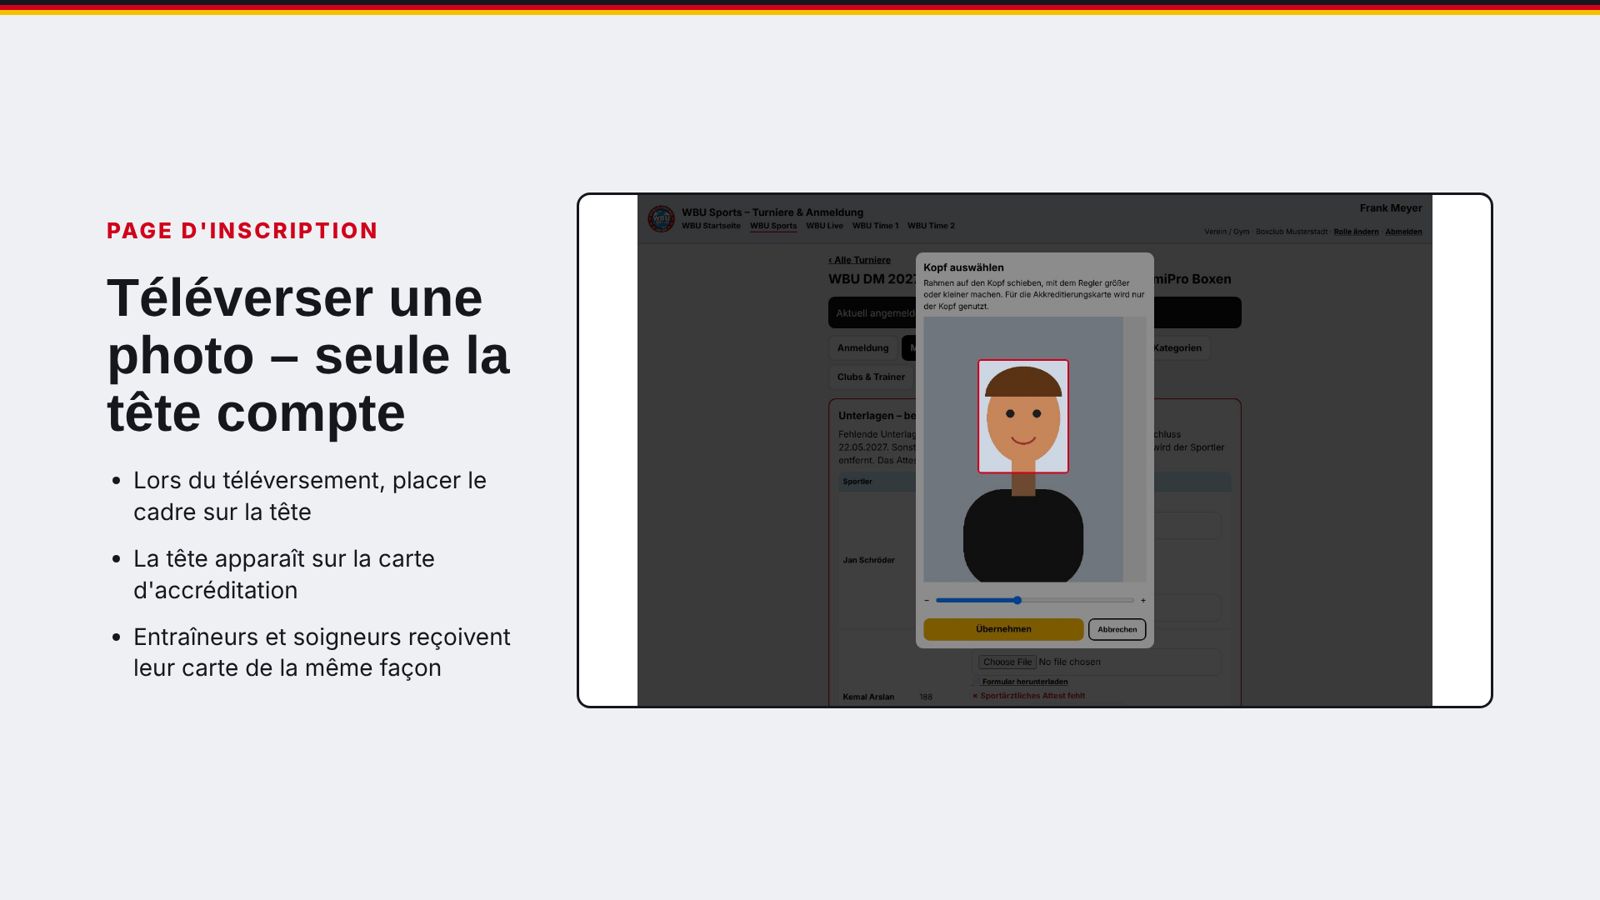 PAGE D'INSCRIPTION
Téléverser une
photo – seule la
tête compte
• Lors du téléversement, placer le
cadre sur la tête
• La tête apparaît sur la carte
d'accréditation
• Entraîneurs et soigneurs reçoivent
leur carte de la même façon
WBU Sports – Turniere & Anmeldung
WBU Startseite WBU Sports WBU Live WBU Time 1 WBU Time 2
Frank Meyer
Verein / Gym · Boxclub Musterstadt · Rolle ändern · Abmelden
‹ Alle Turniere
WBU DM 2027 miPro Boxen
Aktuell angemeld
Anmeldung M Kategorien
Clubs & Trainer
Unterlagen – be
Fehlende Unterlag schluss
22.05.2027. Sonst wird der Sportler
entfernt. Das Attes
Sportler
Jan Schröder
Kopf auswählen
Rahmen auf den Kopf schieben, mit dem Regler größer
oder kleiner machen. Für die Akkreditierungskarte wird nur
der Kopf genutzt.
− +
Übernehmen Abbrechen
Choose File No file chosen
Formular herunterladen
Kemal Arslan 188 × Sportärztliches Attest fehlt